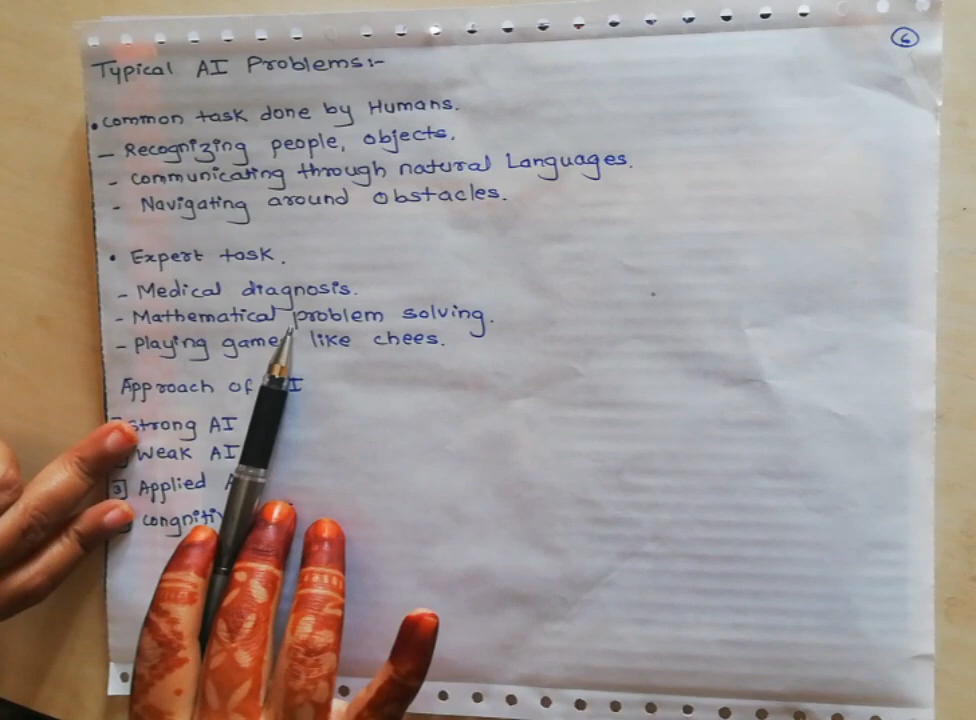 6
Typical AI Problems:-
• common task done by Humans.
- Recognizing people, objects.
- communicating through natural Languages.
- Navigating around obstacles.
• Expert task.
- Medical diagnosis.
- Mathematical problem solving.
- playing game like chees.
Approach of
strong AI
Weak AI
3 Applied